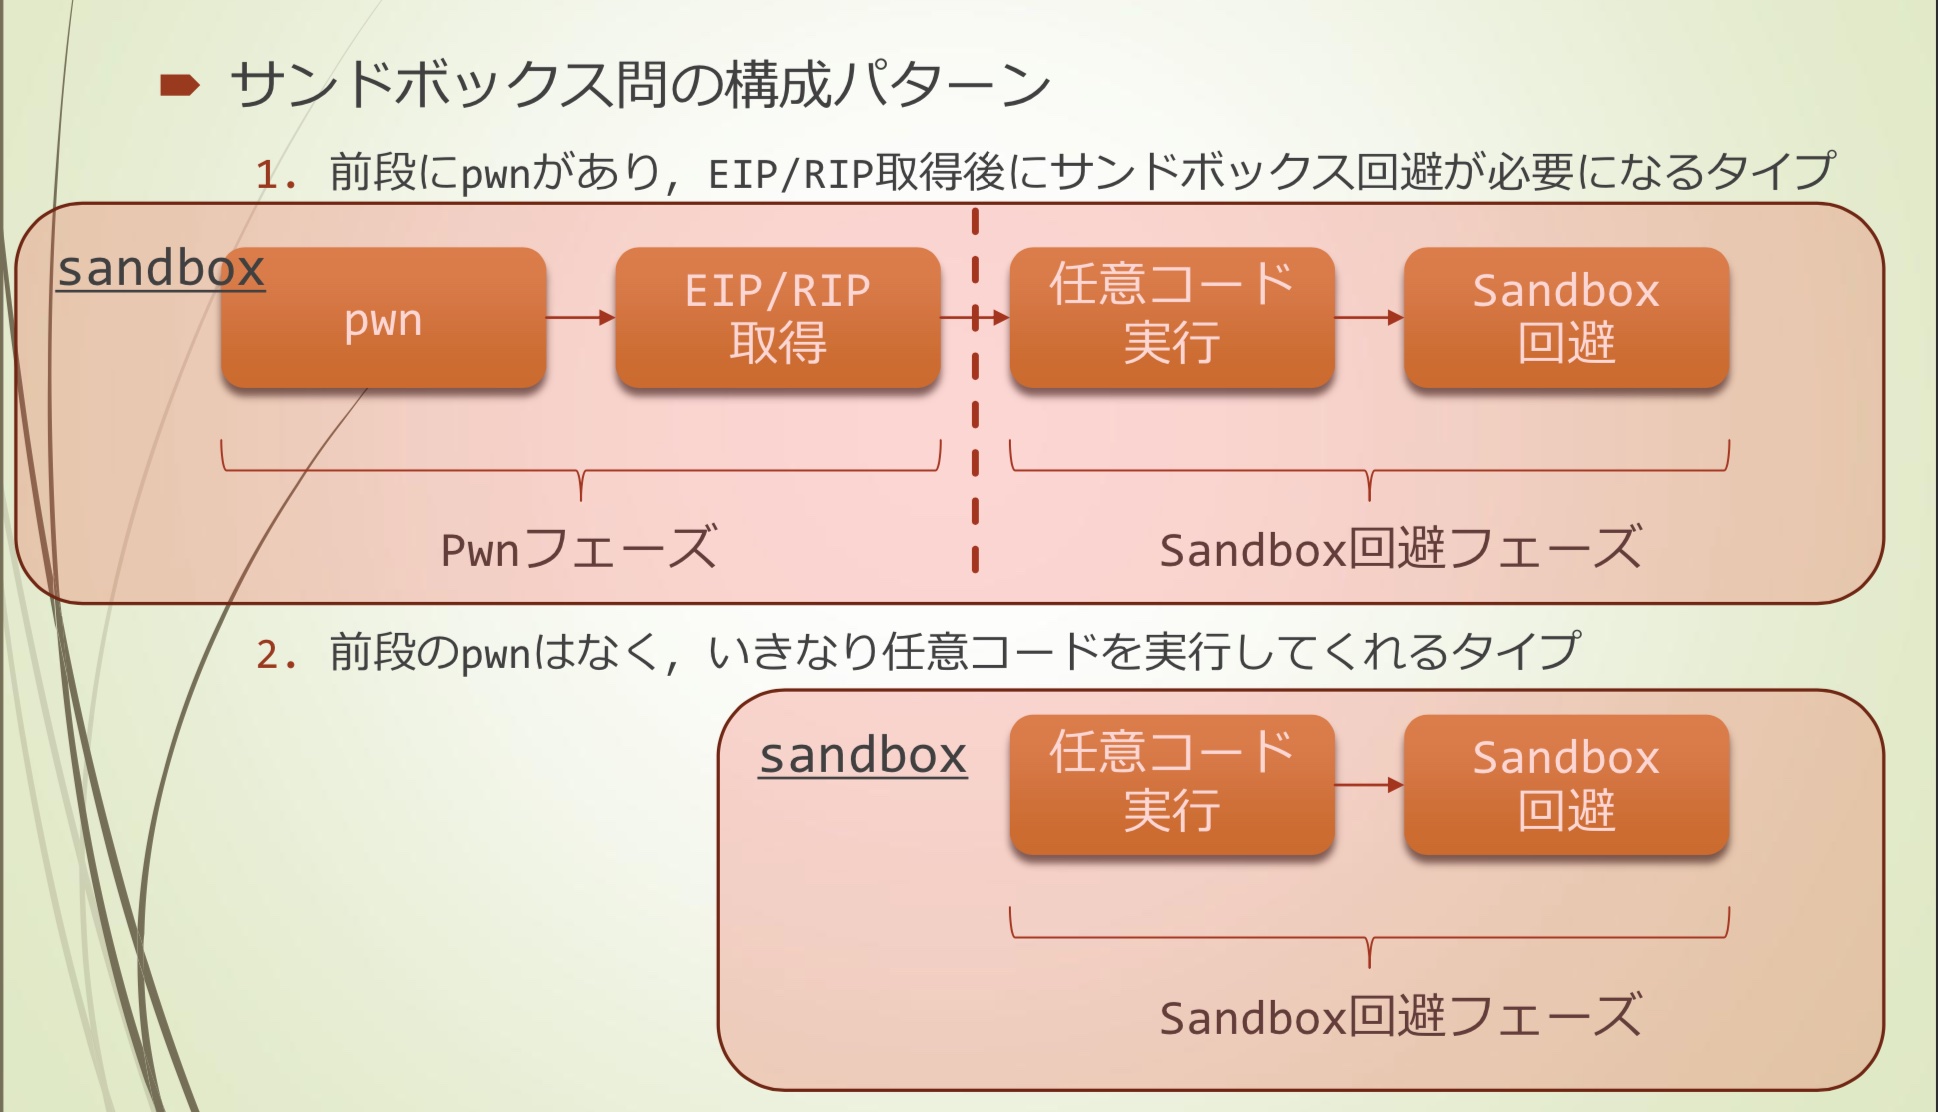 サンドボックス問の構成パターン
1. 前段にpwnがあり, EIP/RIP取得後にサンドボックス回避が必要になるタイプ
sandbox
pwn
EIP/RIP
取得
任意コード
実行
Sandbox
回避
Pwnフェーズ
Sandbox回避フェーズ
2. 前段のpwnはなく, いきなり任意コードを実行してくれるタイプ
sandbox
任意コード
実行
Sandbox
回避
Sandbox回避フェーズ